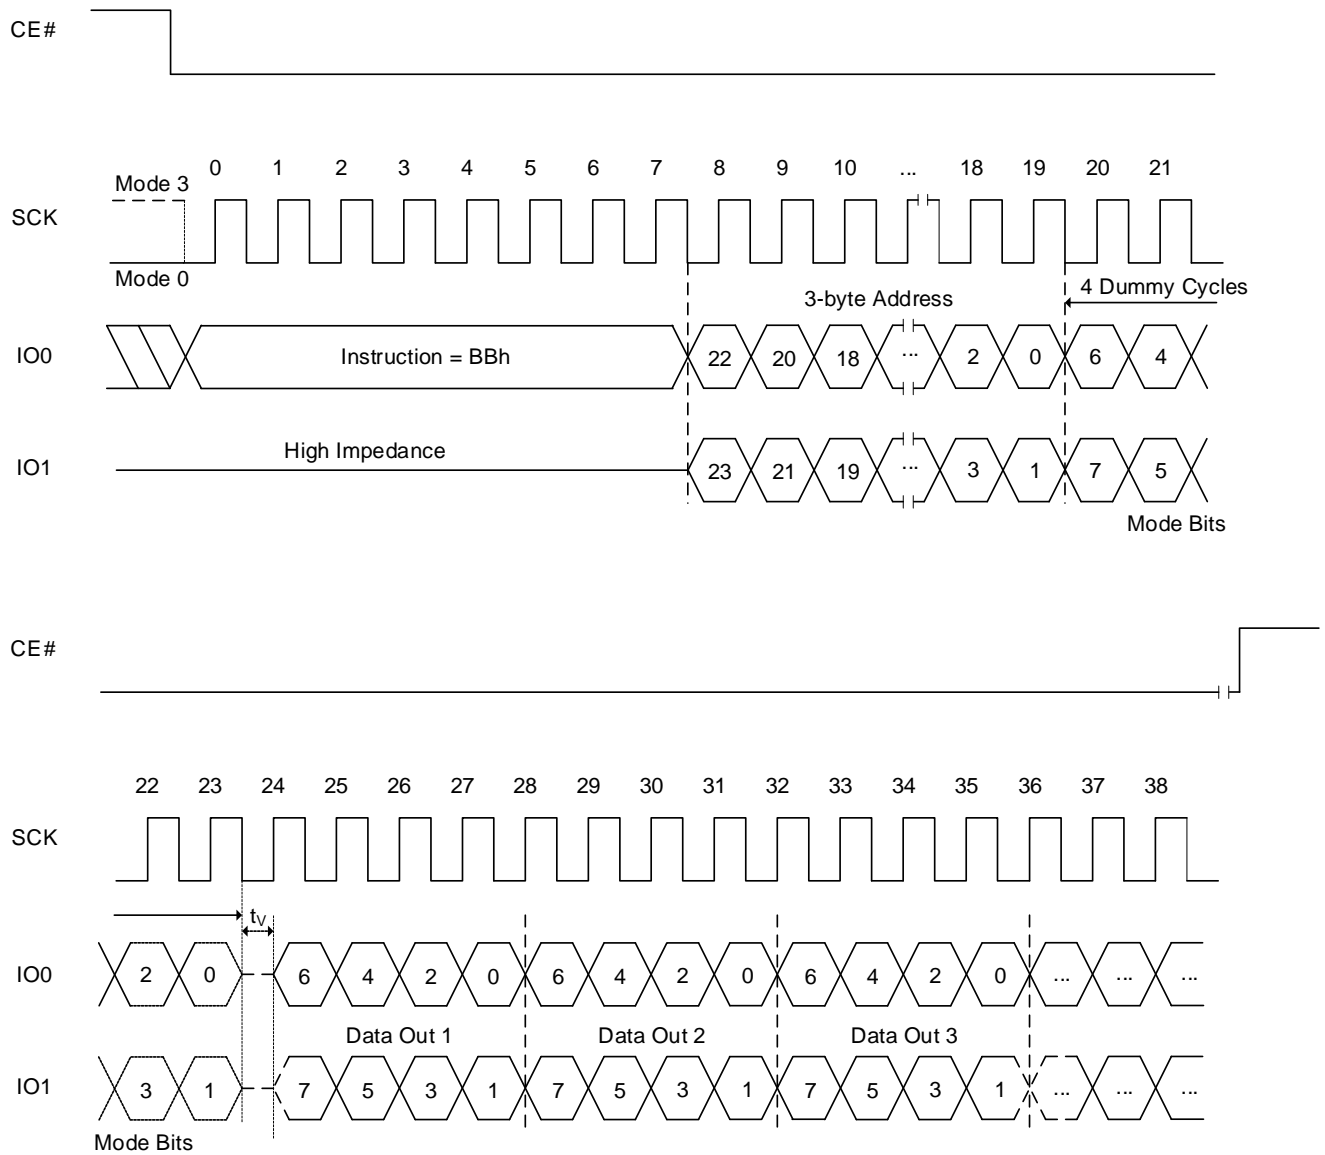 CE#
0 1 2 3 4 5 6 7 8 9 10 ... 18 19 20 21
Mode 3
SCK
Mode 0
3-byte Address
4 Dummy Cycles
IO0
Instruction = BBh
22 20 18 ... 2 0 6 4
High Impedance
IO1
23 21 19 ... 3 1 7 5
Mode Bits
CE#
22 23 24 25 26 27 28 29 30 31 32 33 34 35 36 37 38
SCK
tV
IO0
2 0 6 4 2 0 6 4 2 0 6 4 2 0 ... ... ...
Data Out 1 Data Out 2 Data Out 3
IO1
3 1 7 5 3 1 7 5 3 1 7 5 3 1 ... ... ...
Mode Bits